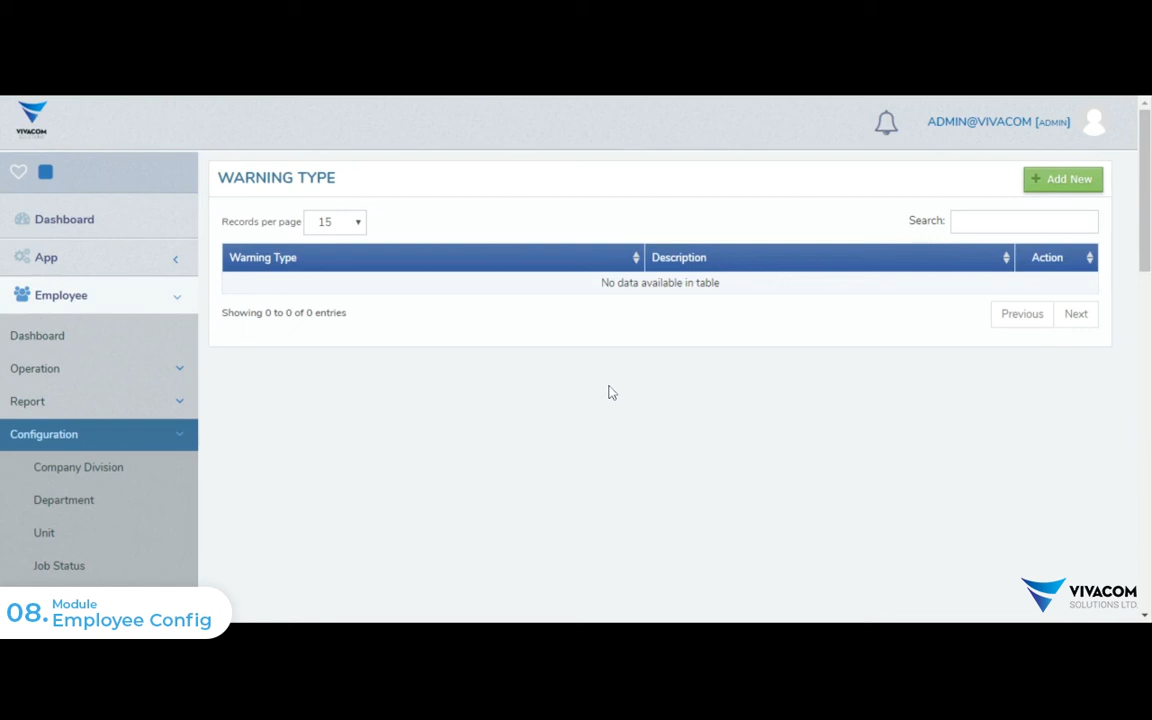 VIVACOM
ADMIN@VIVACOM [ADMIN]
WARNING TYPE
+ Add New
Records per page 15
Search:
Warning Type Description Action
No data available in table
Showing 0 to 0 of 0 entries
Previous Next
Dashboard
App
Employee
Dashboard
Operation
Report
Configuration
Company Division
Department
Unit
Job Status
08. Module
Employee Config
VIVACOM
SOLUTIONS LTD.